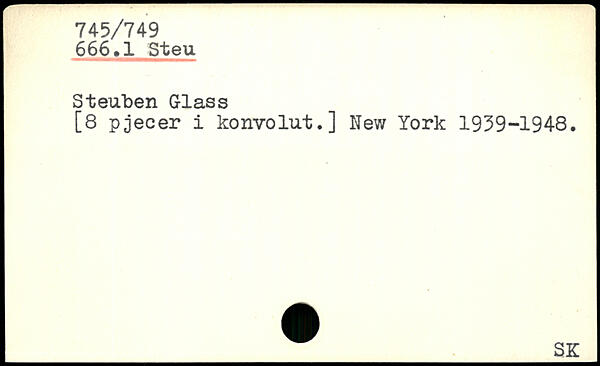 745/749
666.1 Steu
Steuben Glass
[8 pjecer i konvolut.] New York 1939-1948.
SK